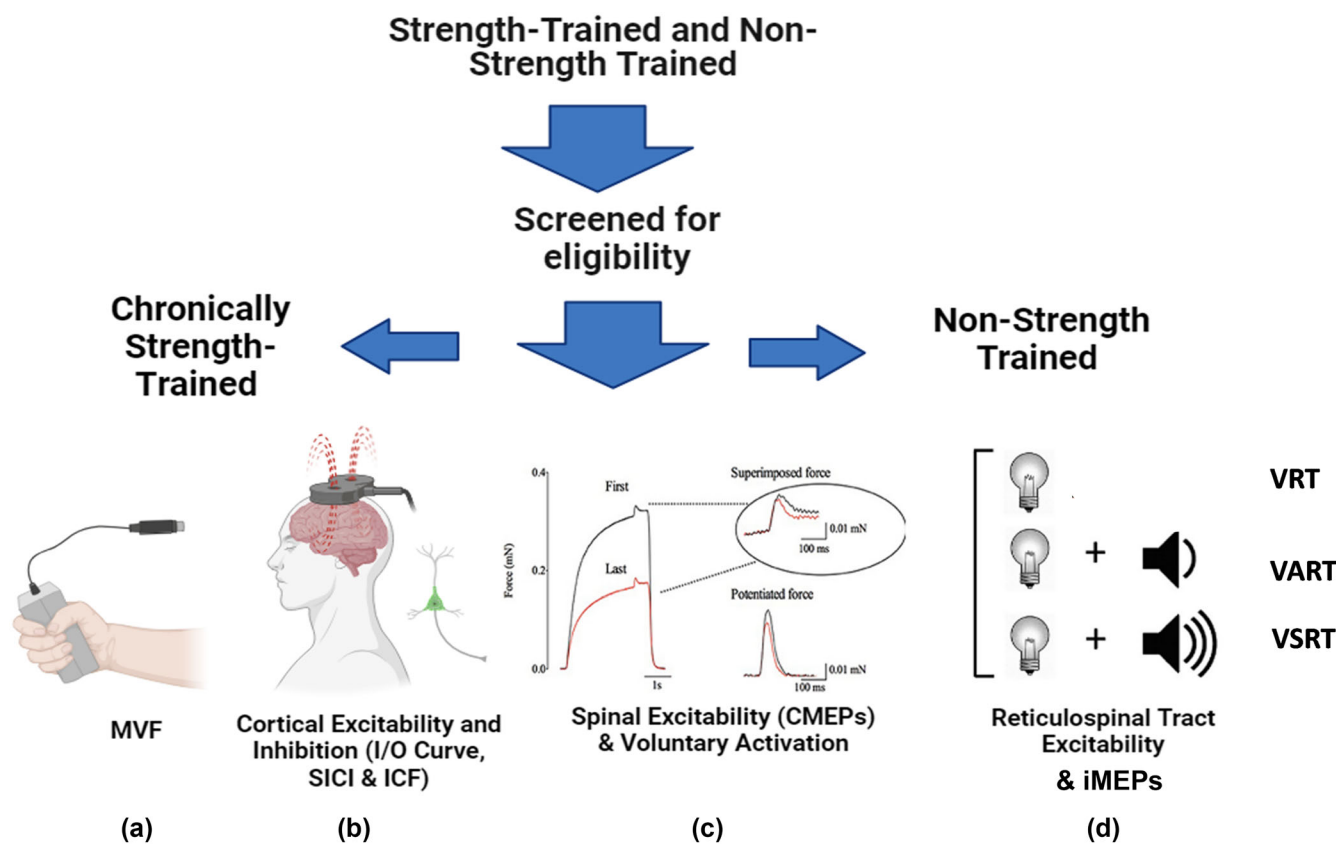 Strength-Trained and Non-
Strength Trained
Screened for
eligibility
Chronically
Strength-
Trained
Non-Strength
Trained
MVF
(a)
Cortical Excitability and
Inhibition (I/O Curve,
SICI & ICF)
(b)
Force (mN)
0.4
0.2
0.0
First
Last
1s
Superimposed force
0.01 mN
100 ms
Potentiated force
0.01 mN
100 ms
Spinal Excitability (CMEPs)
& Voluntary Activation
(c)
VRT
+
VART
+
VSRT
Reticulospinal Tract
Excitability
& iMEPs
(d)